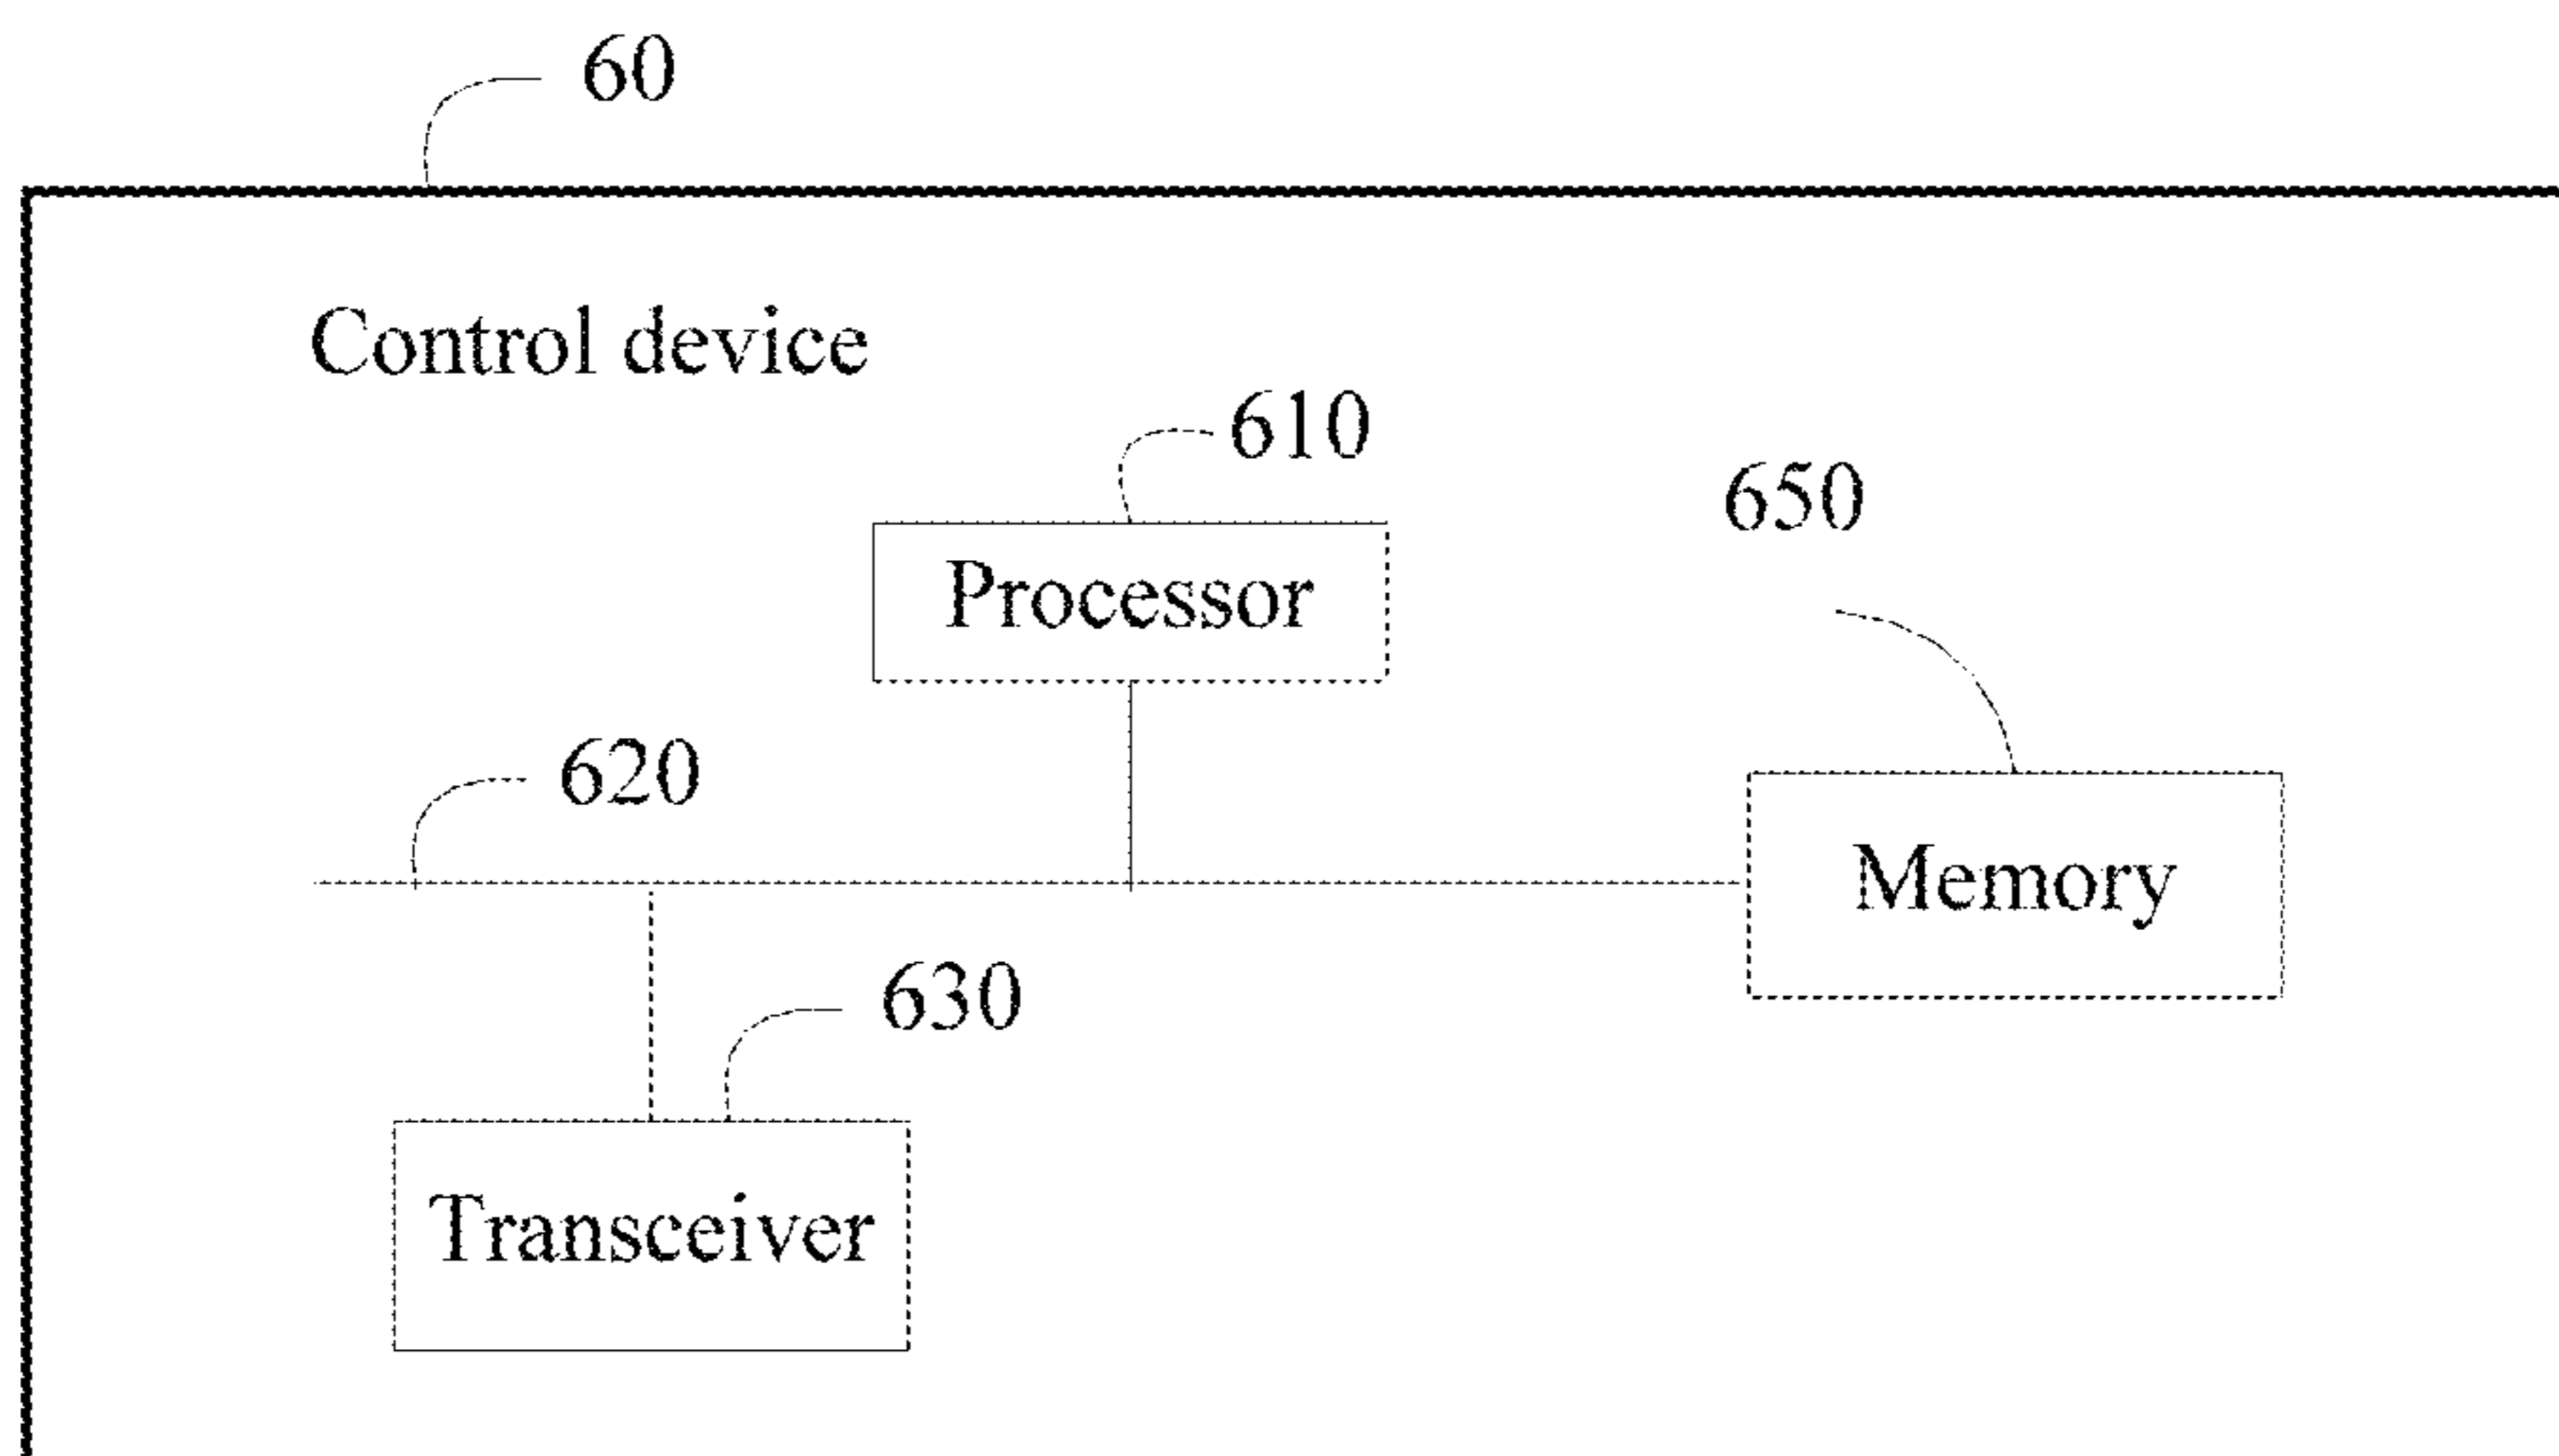 60
Control device
610
650
Processor
620
Memory
630
Transceiver